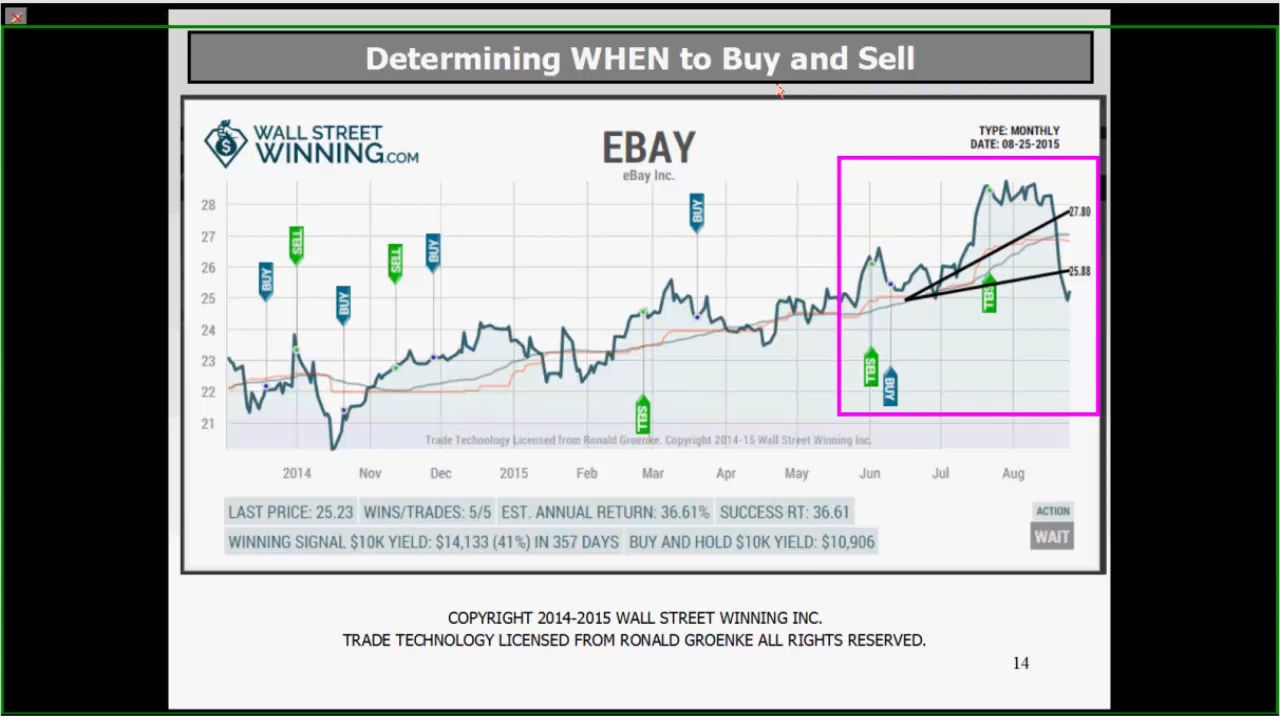 Determining WHEN to Buy and Sell
WALL STREET
WINNING.COM
EBAY
eBay Inc.
TYPE: MONTHLY
DATE: 08-25-2015
28
27
26
25
24
23
22
21
BUY
SELL
BUY
SELL
BUY
SELL
BUY
SELL
BUY
SELL
27.80
25.88
Trade Technology Licensed from Ronald Groenke. Copyright 2014-15 Wall Street Winning Inc.
2014 Nov Dec 2015 Feb Mar Apr May Jun Jul Aug
LAST PRICE: 25.23 WINS/TRADES: 5/5 EST. ANNUAL RETURN: 36.61% SUCCESS RT: 36.61
WINNING SIGNAL $10K YIELD: $14,133 (41%) IN 357 DAYS BUY AND HOLD $10K YIELD: $10,906
ACTION
WAIT
COPYRIGHT 2014-2015 WALL STREET WINNING INC.
TRADE TECHNOLOGY LICENSED FROM RONALD GROENKE ALL RIGHTS RESERVED.
14